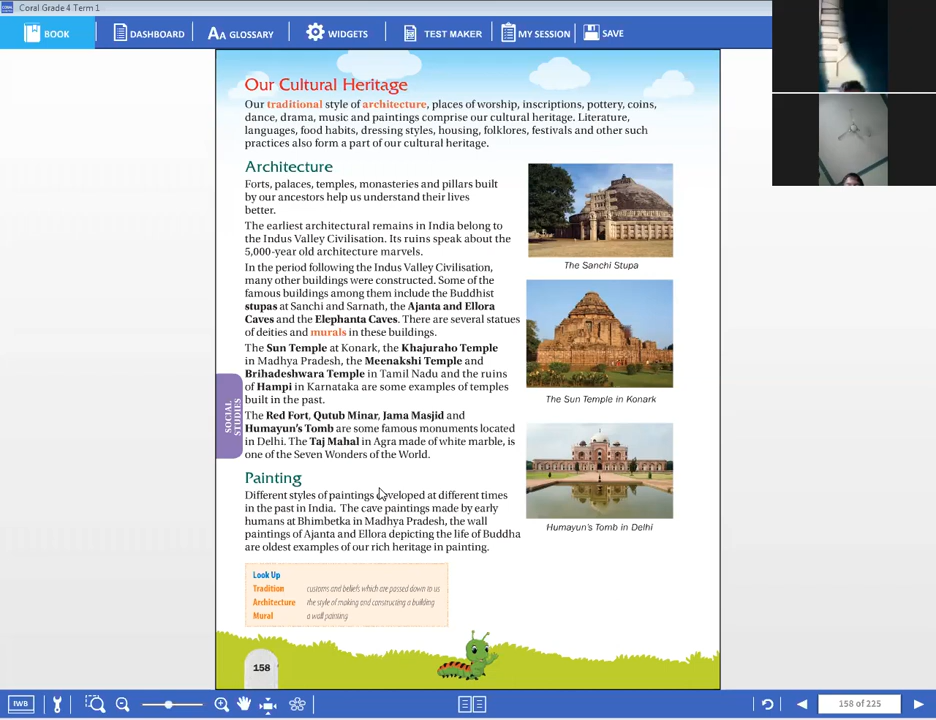 Coral Grade 4 Term 1
BOOK
DASHBOARD
AA GLOSSARY
WIDGETS
TEST MAKER
MY SESSION
SAVE
Our Cultural Heritage
Our traditional style of architecture, places of worship, inscriptions, pottery, coins,
dance, drama, music and paintings comprise our cultural heritage. Literature,
languages, food habits, dressing styles, housing, folklores, festivals and other such
practices also form a part of our cultural heritage.
Architecture
Forts, palaces, temples, monasteries and pillars built
by our ancestors help us understand their lives
better.
The earliest architectural remains in India belong to
the Indus Valley Civilisation. Its ruins speak about the
5,000-year old architecture marvels.
In the period following the Indus Valley Civilisation,
many other buildings were constructed. Some of the
famous buildings among them include the Buddhist
stupas at Sanchi and Sarnath, the Ajanta and Ellora
Caves and the Elephanta Caves. There are several statues
of deities and murals in these buildings.
The Sun Temple at Konark, the Khajuraho Temple
in Madhya Pradesh, the Meenakshi Temple and
Brihadeshwara Temple in Tamil Nadu and the ruins
of Hampi in Karnataka are some examples of temples
built in the past.
The Red Fort, Qutub Minar, Jama Masjid and
Humayun's Tomb are some famous monuments located
in Delhi. The Taj Mahal in Agra made of white marble, is
one of the Seven Wonders of the World.
The Sanchi Stupa
The Sun Temple in Konark
Humayun's Tomb in Delhi
SOCIAL
STUDIES
Painting
Different styles of paintings developed at different times
in the past in India. The cave paintings made by early
humans at Bhimbetka in Madhya Pradesh, the wall
paintings of Ajanta and Ellora depicting the life of Buddha
are oldest examples of our rich heritage in painting.
Look Up
Tradition customs and beliefs which are passed down to us
Architecture the style of making and constructing a building
Mural a wall painting
158
IWB
158 of 225